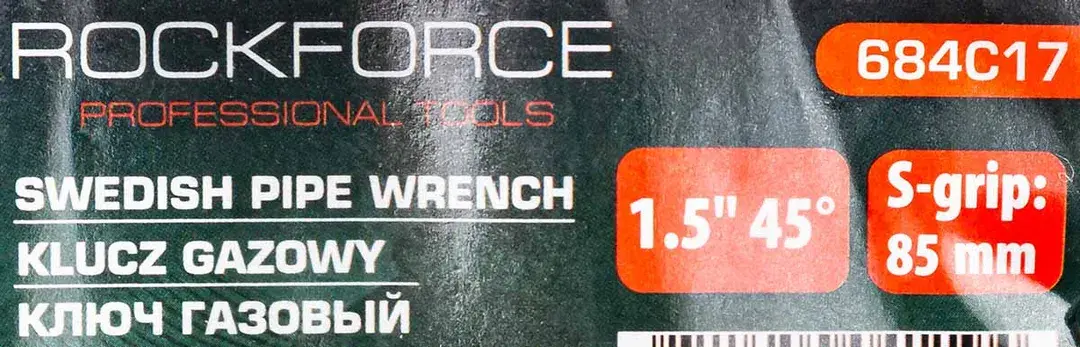 ROCKFORCE
684C17
PROFESSIONAL TOOLS
SWEDISH PIPE WRENCH
KLUCZ GAZOWY
КЛЮЧ ГАЗОВЫЙ
1.5" 45°
S-grip:
85 mm